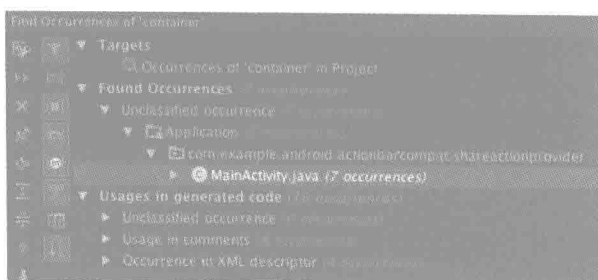 Find Occurrences of 'container'
Targets
Occurrences of 'container' in Project
Found Occurrences
Unclassified occurrence
Application
com.example.android.actionbarcompat.shareactionprovider
MainActivity.java (7 occurrences)
Usages in generated code
Unclassified occurrence
Usage in comments
Occurrence in XML descriptor